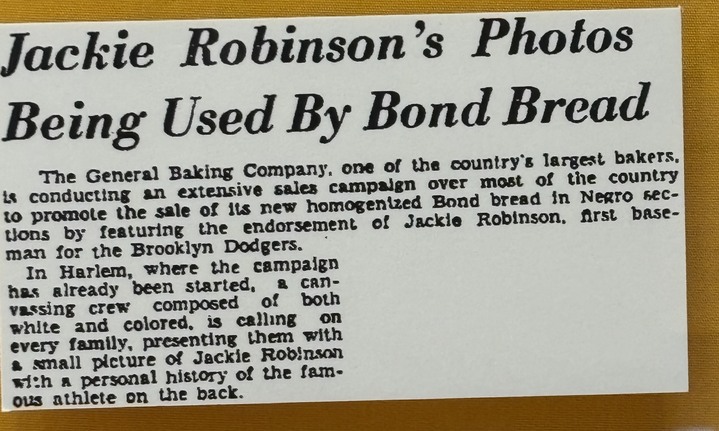 Jackie Robinson's Photos
Being Used By Bond Bread
The General Baking Company, one of the country's largest bakers,
is conducting an extensive sales campaign over most of the country
to promote the sale of its new homogenized Bond bread in Negro sec-
tions by featuring the endorsement of Jackie Robinson, first base-
man for the Brooklyn Dodgers.
In Harlem, where the campaign
has already been started, a can-
vassing crew composed of both
white and colored, is calling on
every family, presenting them with
a small picture of Jackie Robinson
with a personal history of the fam-
ous athlete on the back.